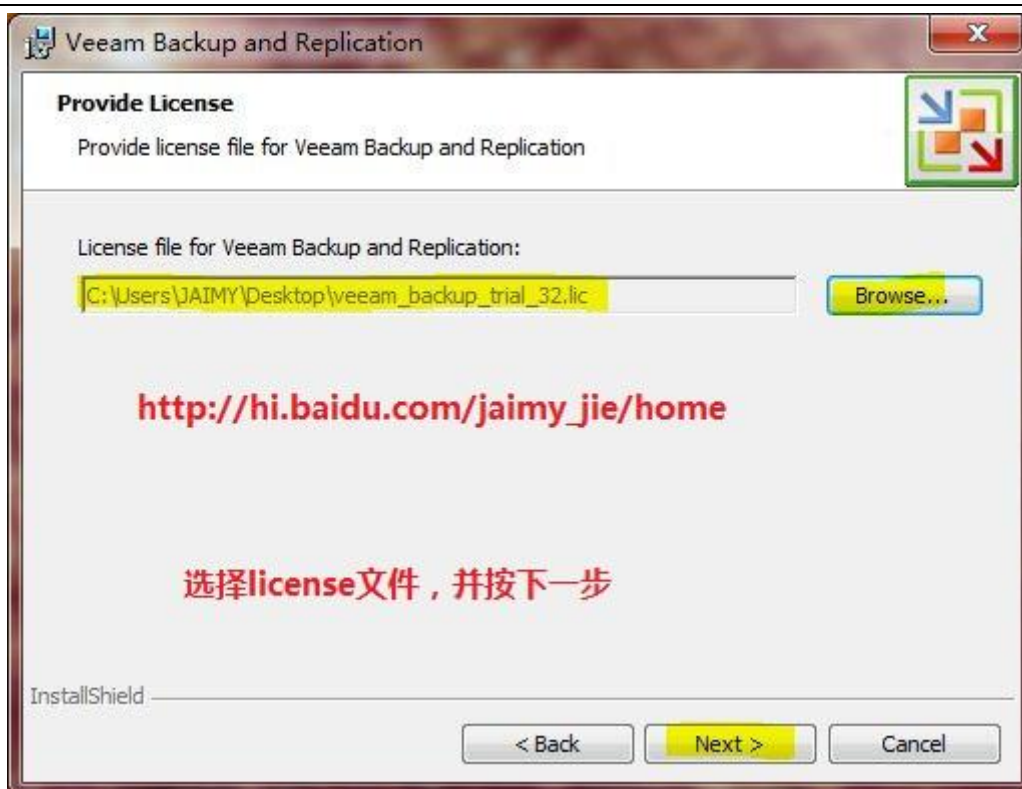 Veeam Backup and Replication
Provide License
Provide license file for Veeam Backup and Replication
License file for Veeam Backup and Replication:
C:\Users\JAIMY\Desktop\veeam_backup_trial_32.lic
Browse...
http://hi.baidu.com/jaimy_jie/home
选择license文件，并按下一步
InstallShield
< Back
Next >
Cancel